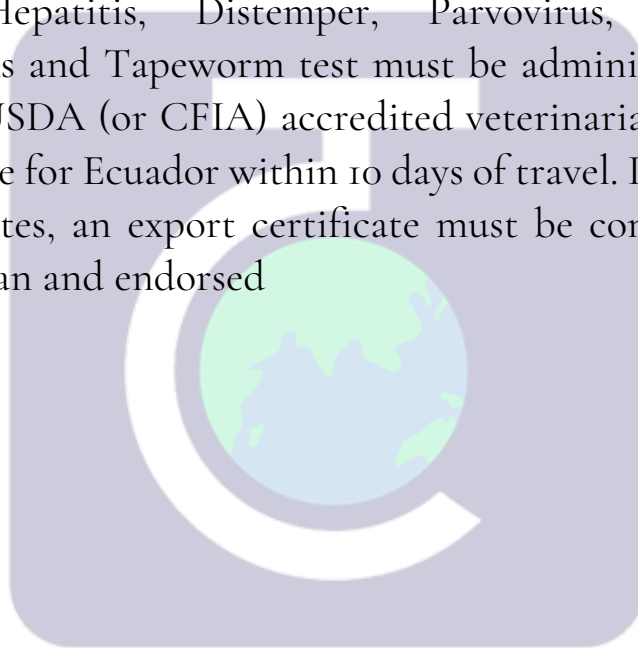 Hepatitis, Distemper, Parvovirus,
s and Tapeworm test must be admini
USDA (or CFIA) accredited veterinaria
e for Ecuador within 10 days of travel.
tes, an export certificate must be con
an and endorsed